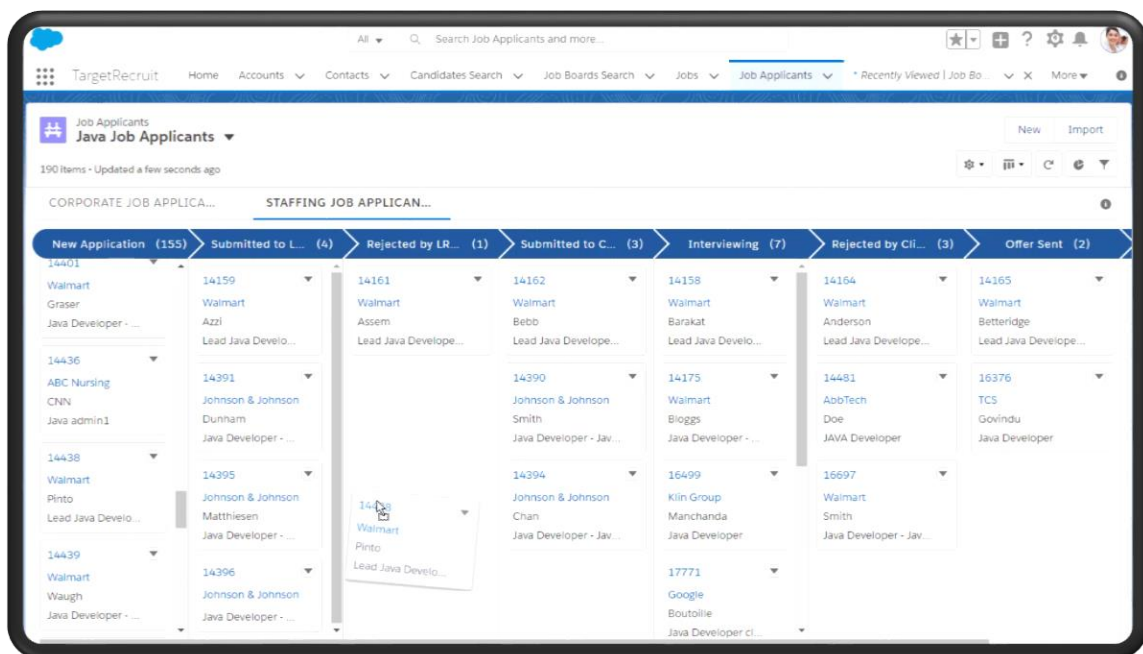 All
Search Job Applicants and more...
TargetRecruit
Home
Accounts
Contacts
Candidates Search
Job Boards Search
Jobs
Job Applicants
* Recently Viewed | Job Bo...
More
Job Applicants
Java Job Applicants
New
Import
190 items • Updated a few seconds ago
CORPORATE JOB APPLICA...
STAFFING JOB APPLICAN...
New Application (155)
Submitted to L... (4)
Rejected by LR... (1)
Submitted to C... (3)
Interviewing (7)
Rejected by Cli... (3)
Offer Sent (2)
14401
Walmart
Graser
Java Developer - ...
14436
ABC Nursing
CNN
Java admin1
14438
Walmart
Pinto
Lead Java Develo...
14439
Walmart
Waugh
Java Developer - ...
14159
Walmart
Azzi
Lead Java Develo...
14391
Johnson & Johnson
Dunham
Java Developer - ...
14395
Johnson & Johnson
Matthiesen
Java Developer - ...
14396
Johnson & Johnson
Java Developer - ...
14161
Walmart
Assem
Lead Java Develope...
Walmart
Pinto
Lead Java Develo...
14162
Walmart
Bebb
Lead Java Develope...
14390
Johnson & Johnson
Smith
Java Developer - Jav...
14394
Johnson & Johnson
Chan
Java Developer - Jav...
14158
Walmart
Barakat
Lead Java Develo...
14175
Walmart
Bloggs
Java Developer - ...
16499
Klin Group
Manchanda
Java Developer
17771
Google
Boutoille
Java Developer cl...
14164
Walmart
Anderson
Lead Java Develope...
14481
AbbTech
Doe
JAVA Developer
16697
Walmart
Smith
Java Developer - Jav...
14165
Walmart
Betteridge
Lead Java Develope...
16376
TCS
Govindu
Java Developer